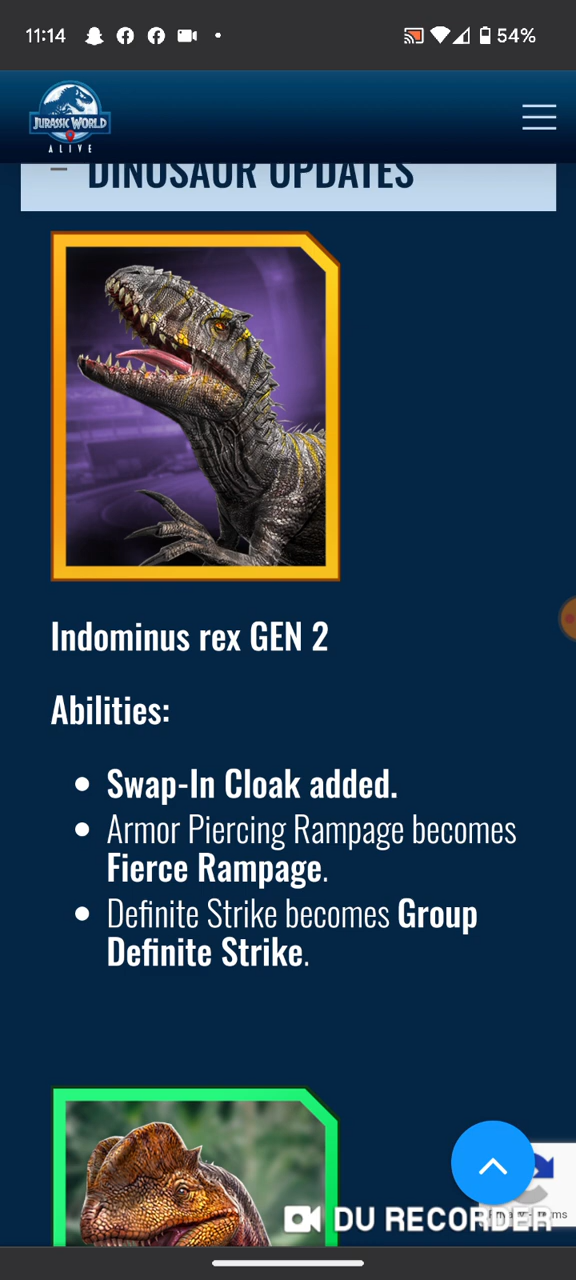 11:14
54%
JURASSIC WORLD
ALIVE
– DINOSAUR UPDATES
Indominus rex GEN 2
Abilities:
• Swap-In Cloak added.
• Armor Piercing Rampage becomes
Fierce Rampage.
• Definite Strike becomes Group
Definite Strike.
DU RECORDER